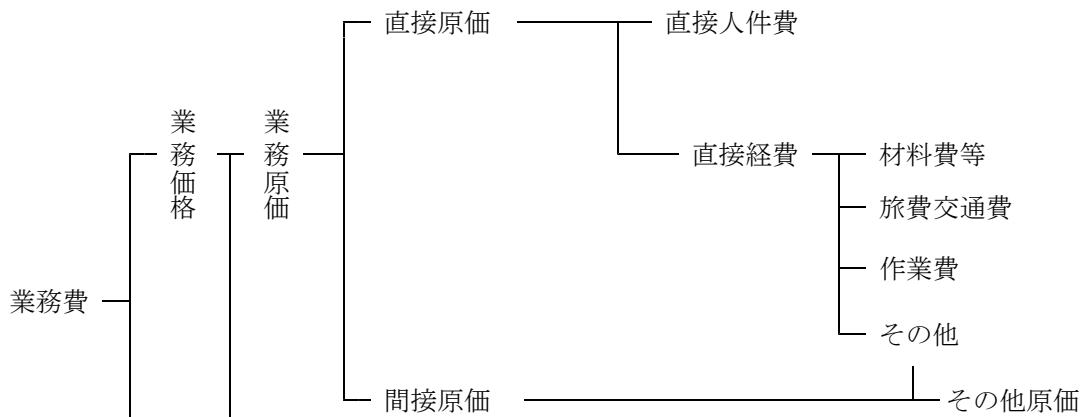 直接原価
直接人件費
業務価格
業務原価
直接経費
材料費等
旅費交通費
作業費
業務費
その他
間接原価
その他原価